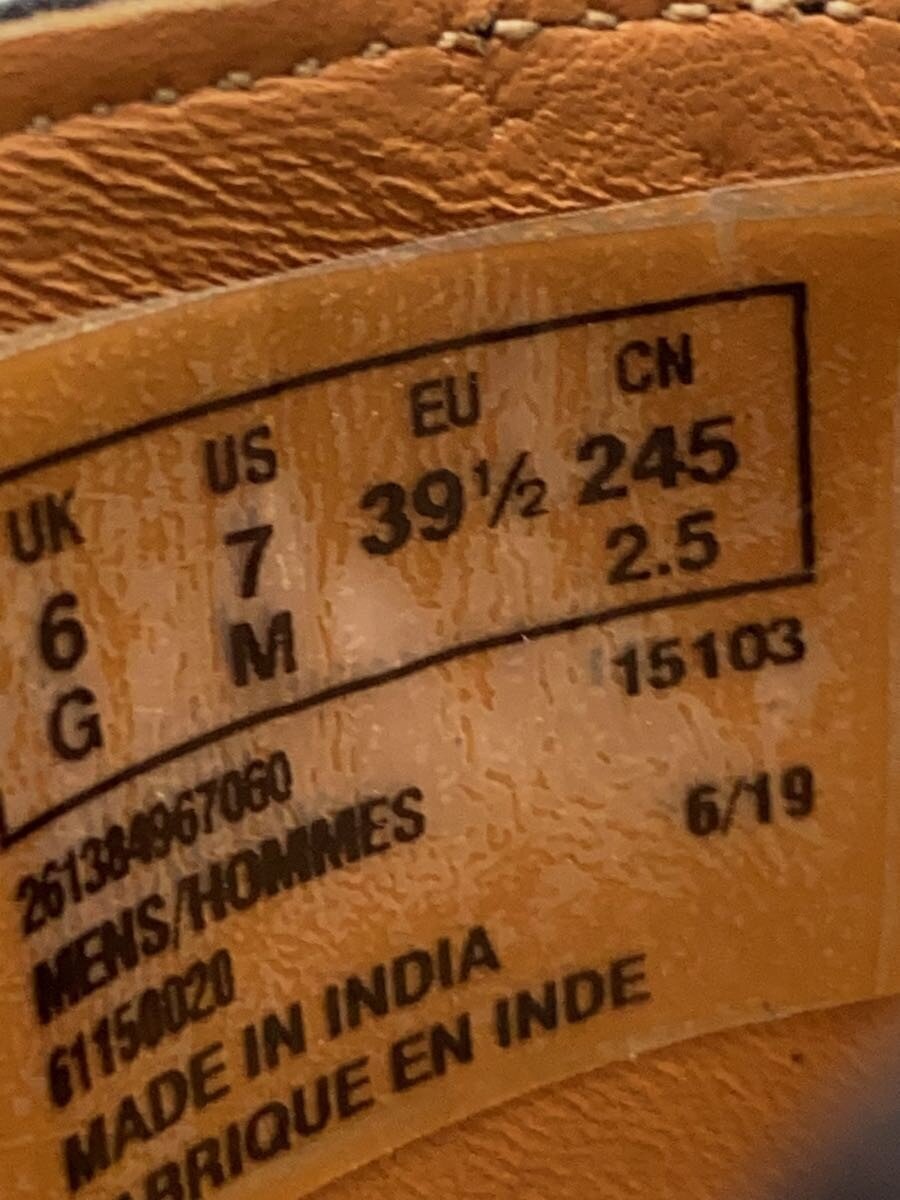 UK US EU CN
6 7 39½ 245
G M 2.5
15103
261384967060
MENS/HOMMES 6/19
61150020
MADE IN INDIA
FABRIQUE EN INDE